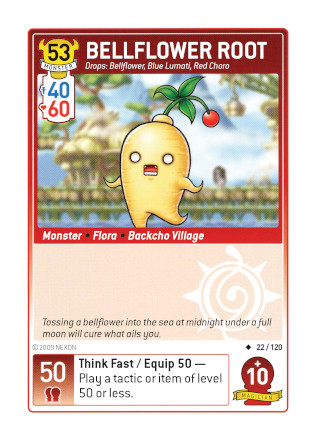 53
MONSTER
BELLFLOWER ROOT
Drops: Bellflower, Blue Lumati, Red Choro
40
60
Monster • Flora • Backcho Village
Tossing a bellflower into the sea at midnight under a full
moon will cure what ails you.
© 2009 NEXON
◆ 22/120
50
Think Fast / Equip 50 —
Play a tactic or item of level
50 or less.
+
10
MAGICIAN